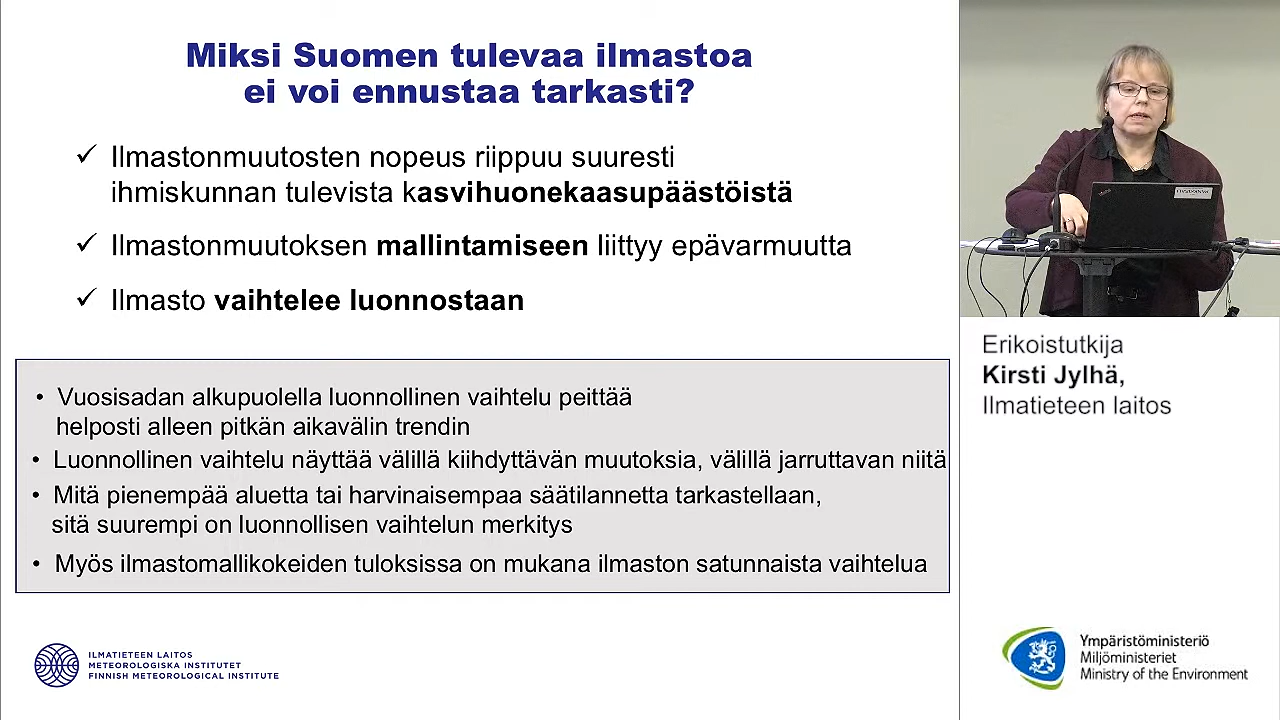 Miksi Suomen tulevaa ilmastoa
ei voi ennustaa tarkasti?
✓ Ilmastonmuutosten nopeus riippuu suuresti
ihmiskunnan tulevista kasvihuonekaasupäästöistä
✓ Ilmastonmuutoksen mallintamiseen liittyy epävarmuutta
✓ Ilmasto vaihtelee luonnostaan
• Vuosisadan alkupuolella luonnollinen vaihtelu peittää
helposti alleen pitkän aikavälin trendin
• Luonnollinen vaihtelu näyttää välillä kiihdyttävän muutoksia, välillä jarruttavan niitä
• Mitä pienempää aluetta tai harvinaisempaa säätilannetta tarkastellaan,
sitä suurempi on luonnollisen vaihtelun merkitys
• Myös ilmastomallikokeiden tuloksissa on mukana ilmaston satunnaista vaihtelua
ILMATIETEEN LAITOS
METEOROLOGISKA INSTITUTET
FINNISH METEOROLOGICAL INSTITUTE
Erikoistutkija
Kirsti Jylhä,
Ilmatieteen laitos
Ympäristöministeriö
Miljöministeriet
Ministry of the Environment